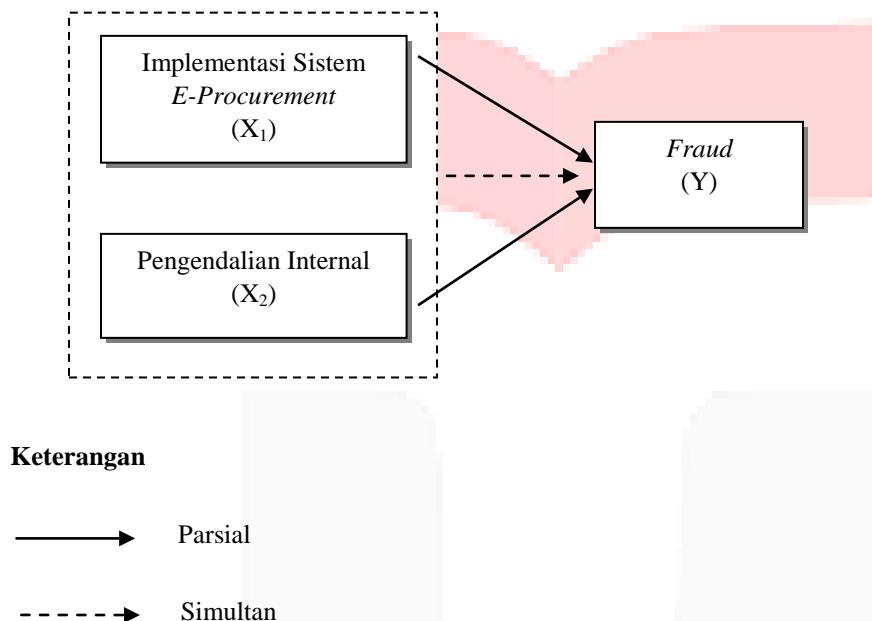 Implementasi Sistem
E-Procurement
(X₁)
Fraud
(Y)
Pengendalian Internal
(X₂)
Keterangan
Parsial
Simultan